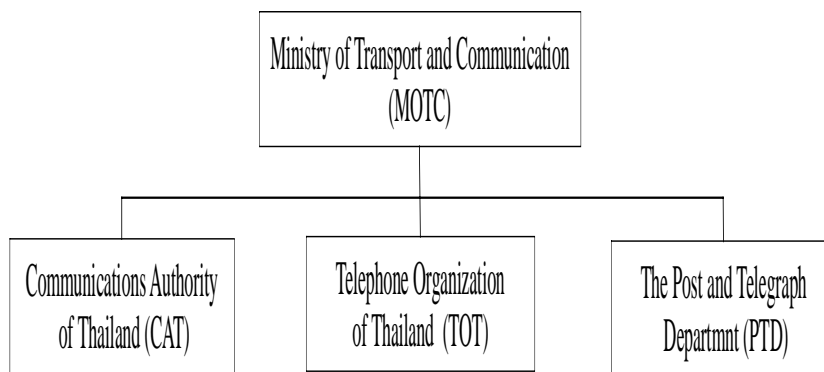 Ministry of Transport and Communication
(MOTC)
Communications Authority
of Thailand (CAT)
Telephone Organization
of Thailand (TOT)
The Post and Telegraph
Departmnt (PTD)